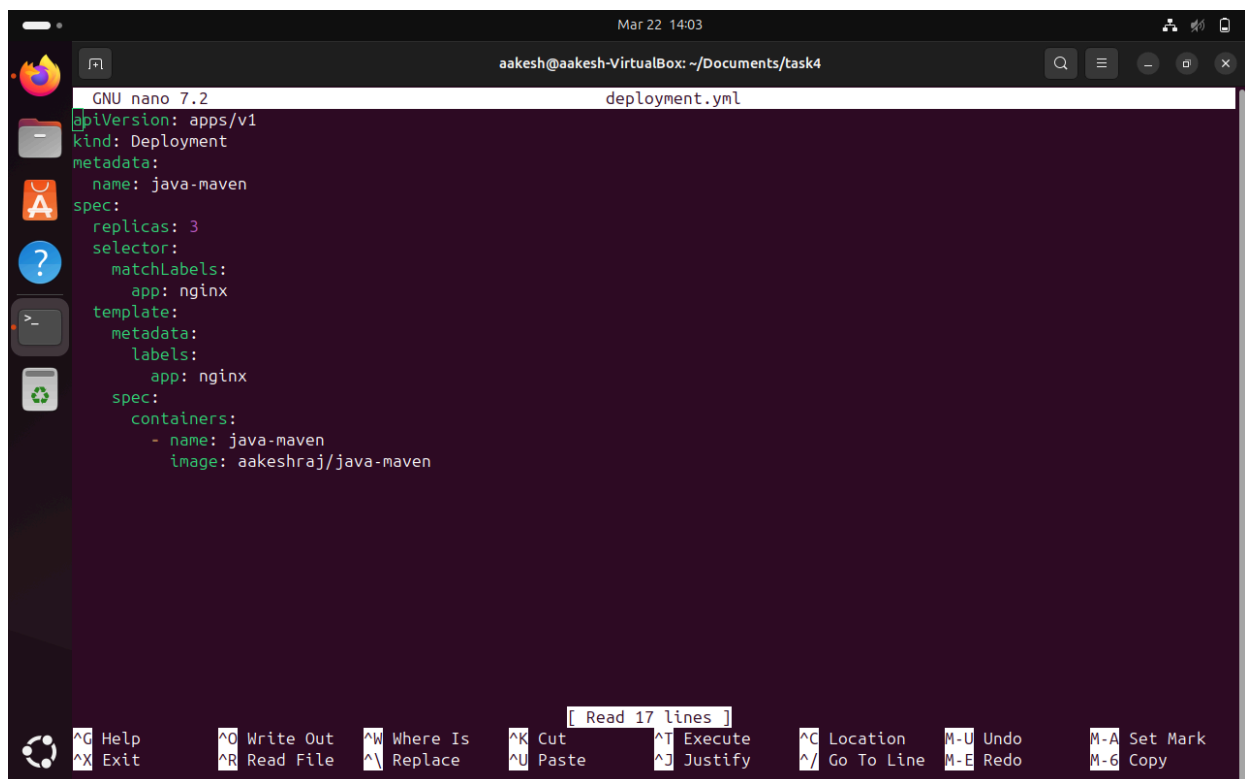 Mar 22 14:03
aakesh@aakesh-VirtualBox: ~/Documents/task4
GNU nano 7.2 deployment.yml
apiVersion: apps/v1
kind: Deployment
metadata:
  name: java-maven
spec:
  replicas: 3
  selector:
    matchLabels:
      app: nginx
  template:
    metadata:
      labels:
        app: nginx
    spec:
      containers:
        - name: java-maven
          image: aakeshraj/java-maven
[ Read 17 lines ]
^G Help ^O Write Out ^W Where Is ^K Cut ^T Execute ^C Location M-U Undo M-A Set Mark
^X Exit ^R Read File ^\ Replace ^U Paste ^J Justify ^/ Go To Line M-E Redo M-6 Copy